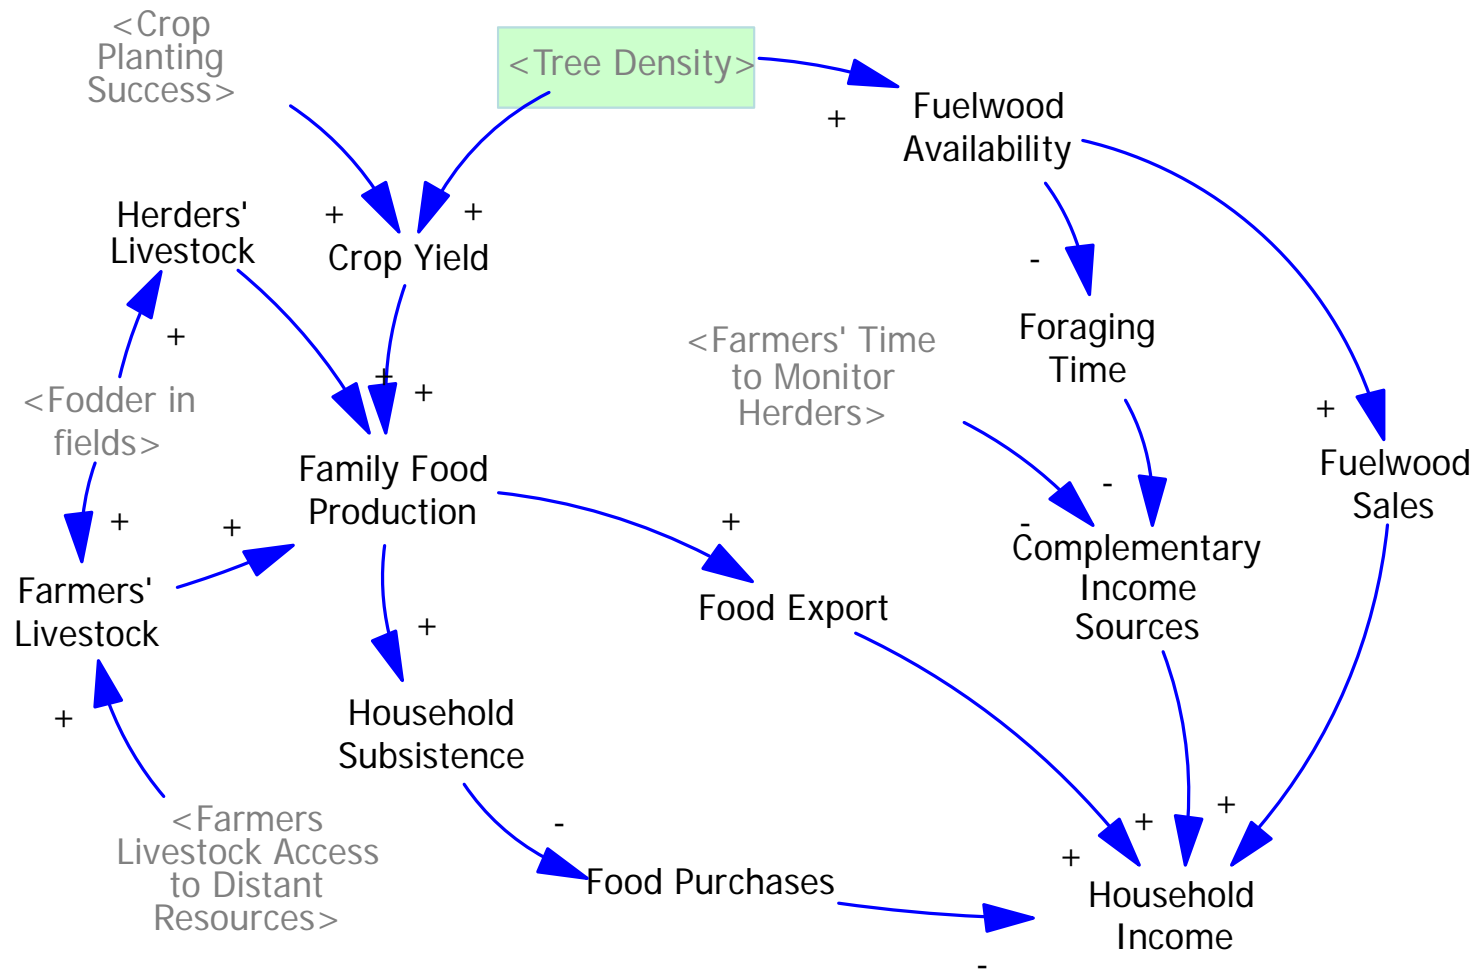 <Crop
Planting
Success>
<Tree Density>
+
Fuelwood
Availability
Herders'
Livestock
+
+
Crop Yield
-
+
<Farmers' Time
to Monitor
Herders>
Foraging
Time
<Fodder in
fields>
+
+
+
Family Food
Production
Fuelwood
Sales
+
+
+
-
-
Complementary
Income
Sources
Farmers'
Livestock
Food Export
+
+
Household
Subsistence
<Farmers
Livestock Access
to Distant
Resources>
-
+
+
+
Food Purchases
Household
Income
-